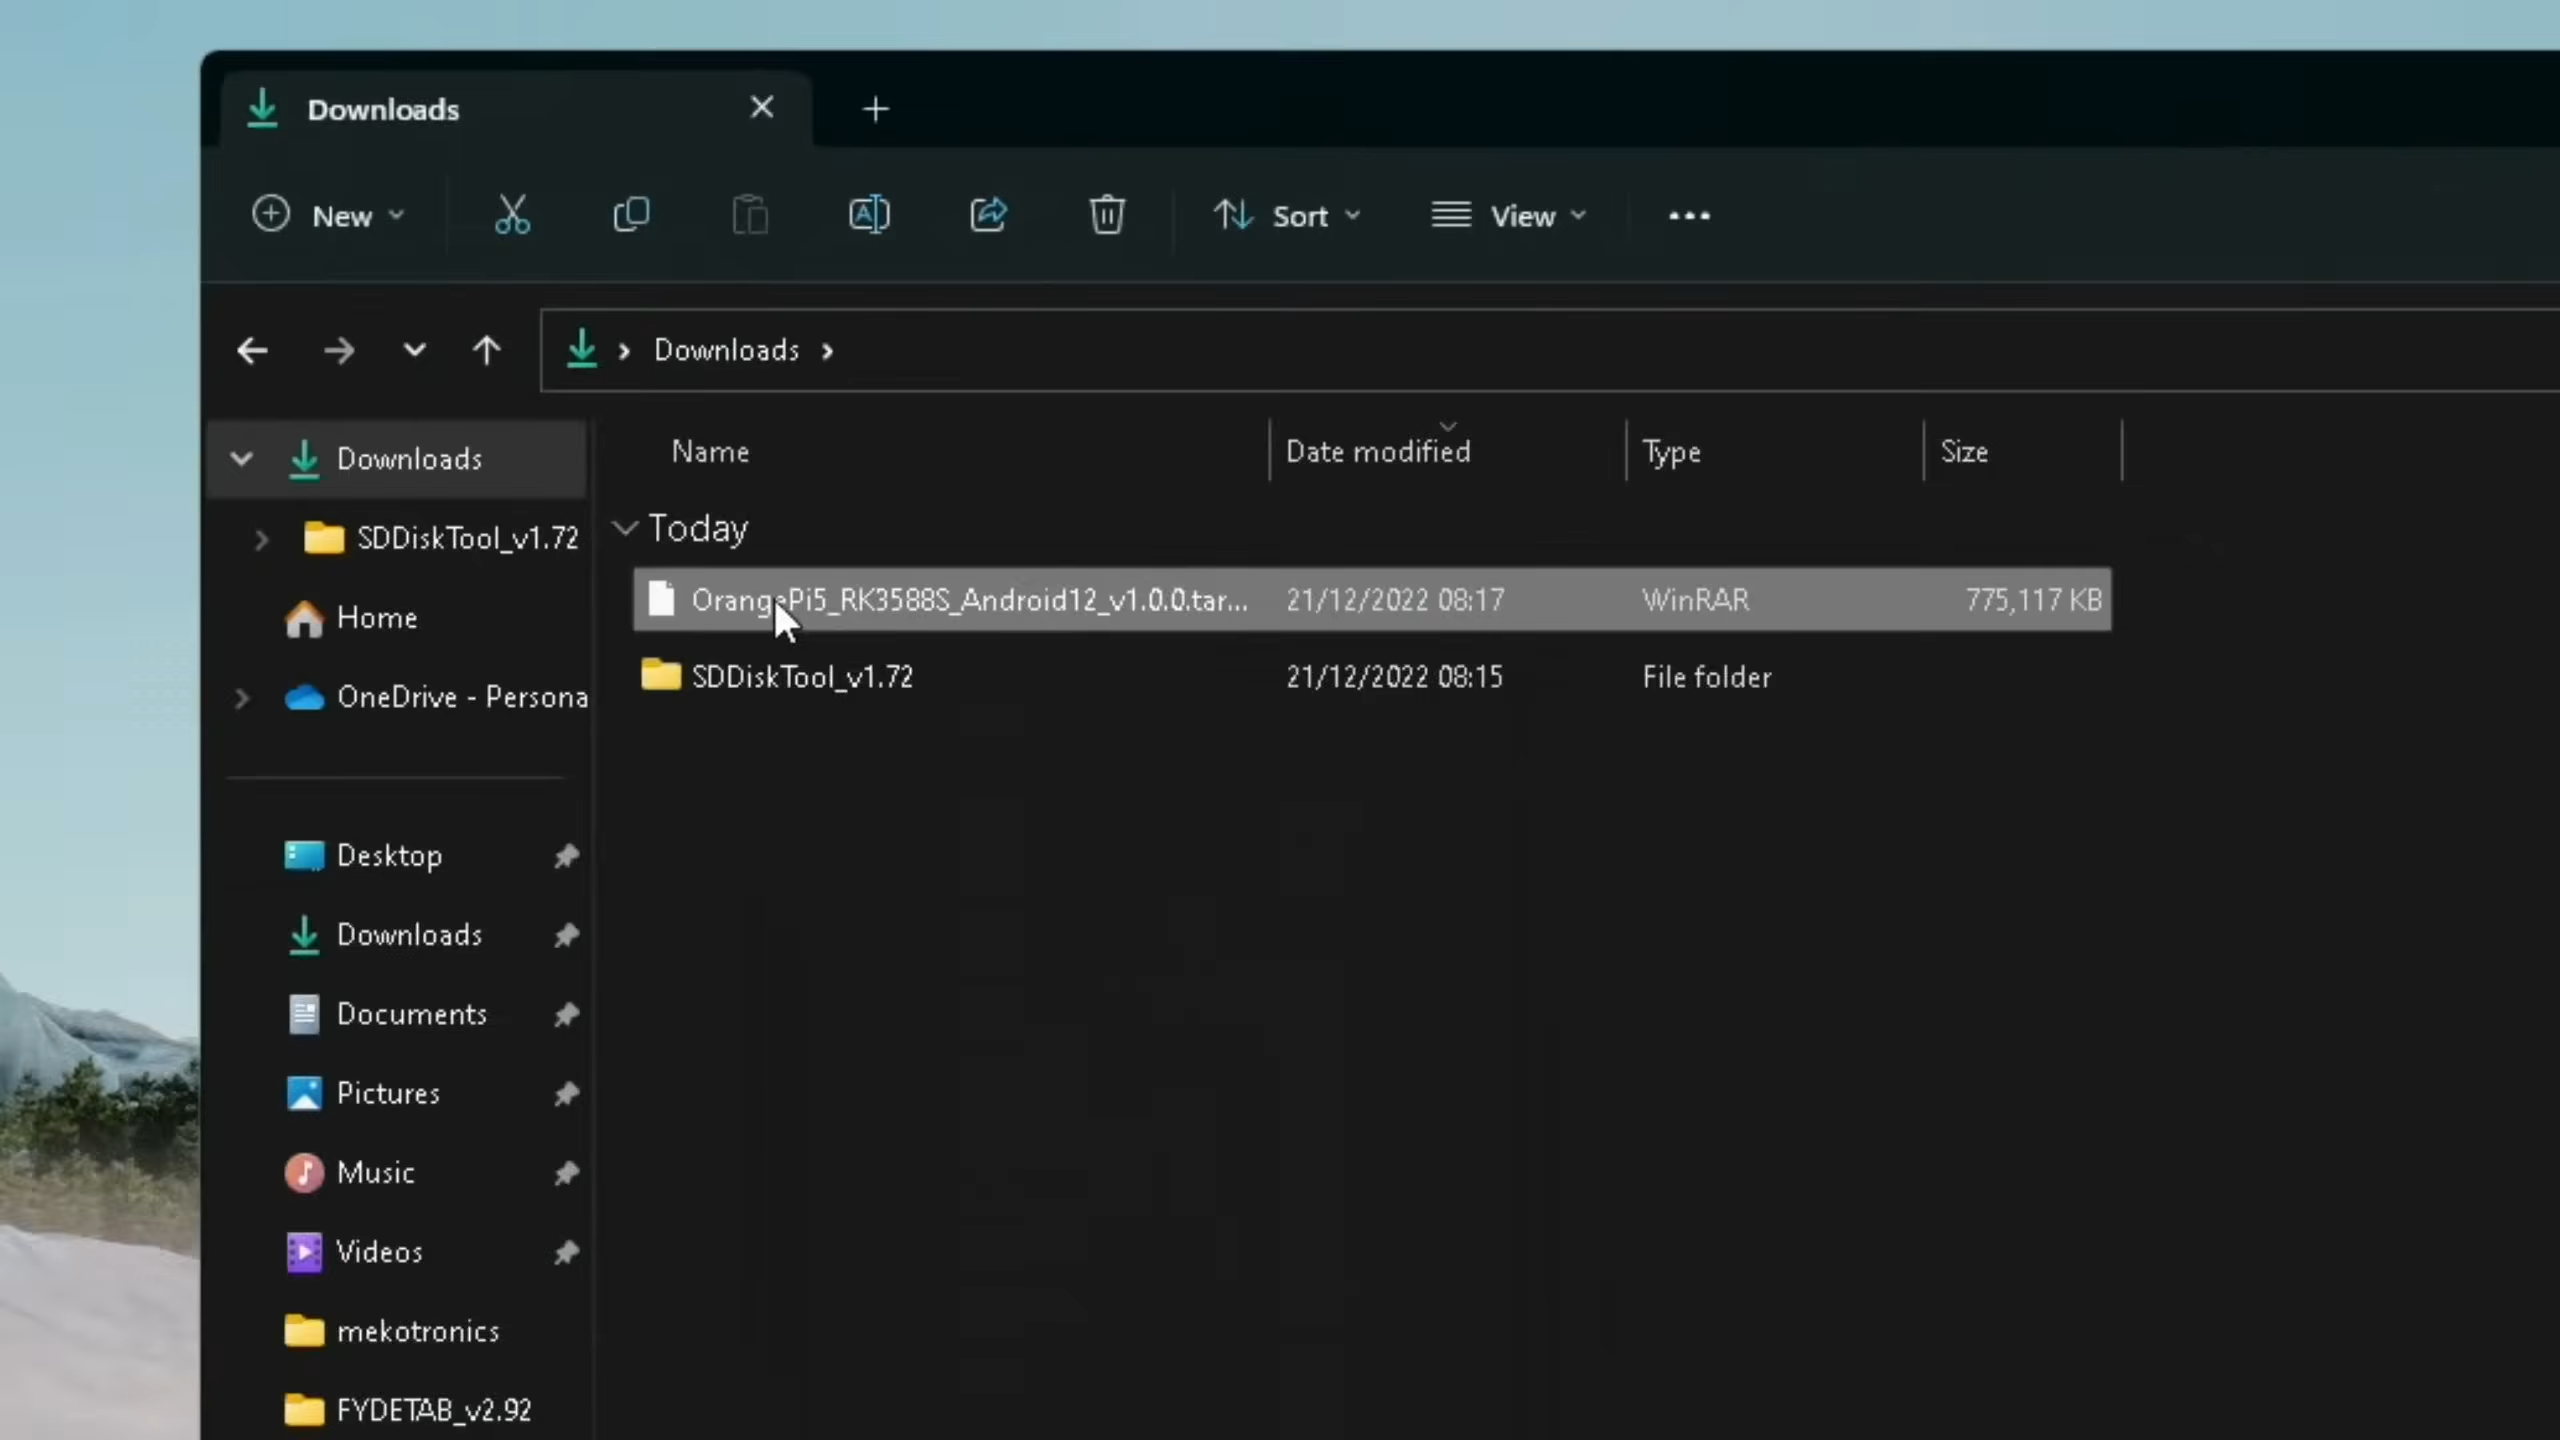 Downloads
New
Sort
View
Downloads
Name Date modified Type Size
Downloads
SDDiskTool_v1.72
Home
OneDrive - Persona
Today
OrangePi5_RK3588S_Android12_v1.0.0.tar... 21/12/2022 08:17 WinRAR 775,117 KB
SDDiskTool_v1.72 21/12/2022 08:15 File folder
Desktop
Downloads
Documents
Pictures
Music
Videos
mekotronics
FYDETAB_v2.92